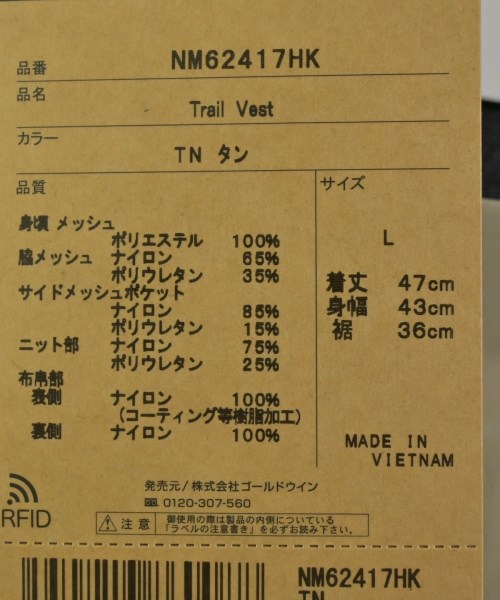 品番 NM62417HK
品名
Trail Vest
カラー
TN タン
品質
サイズ
身頃 メッシュ
ポリエステル 100%
脇メッシュ ナイロン 65%
ポリウレタン 35%
サイドメッシュポケット
ナイロン 85%
ポリウレタン 15%
ニット部 ナイロン 75%
ポリウレタン 25%
布帛部
表側 ナイロン 100%
(コーティング等樹脂加工)
裏側 ナイロン 100%
L
着丈 47cm
身幅 43cm
裾 36cm
MADE IN
VIETNAM
RFID
発売元/株式会社ゴールドウイン
0120-307-560
注意
御使用の際は製品の内側についている
「ラベルの注意書き」を必ずお読み下さい。
NM62417HK
TN